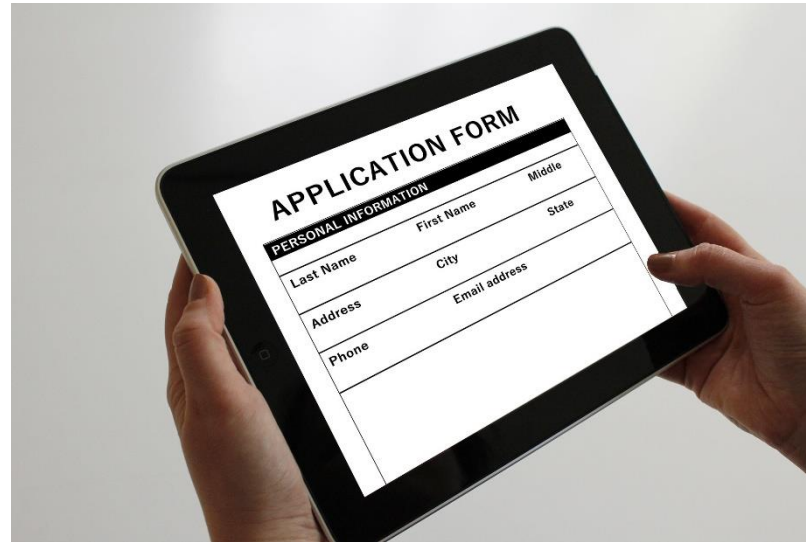 APPLICATION FORM
PERSONAL INFORMATION
Last Name First Name Middle
Address City State
Phone Email address